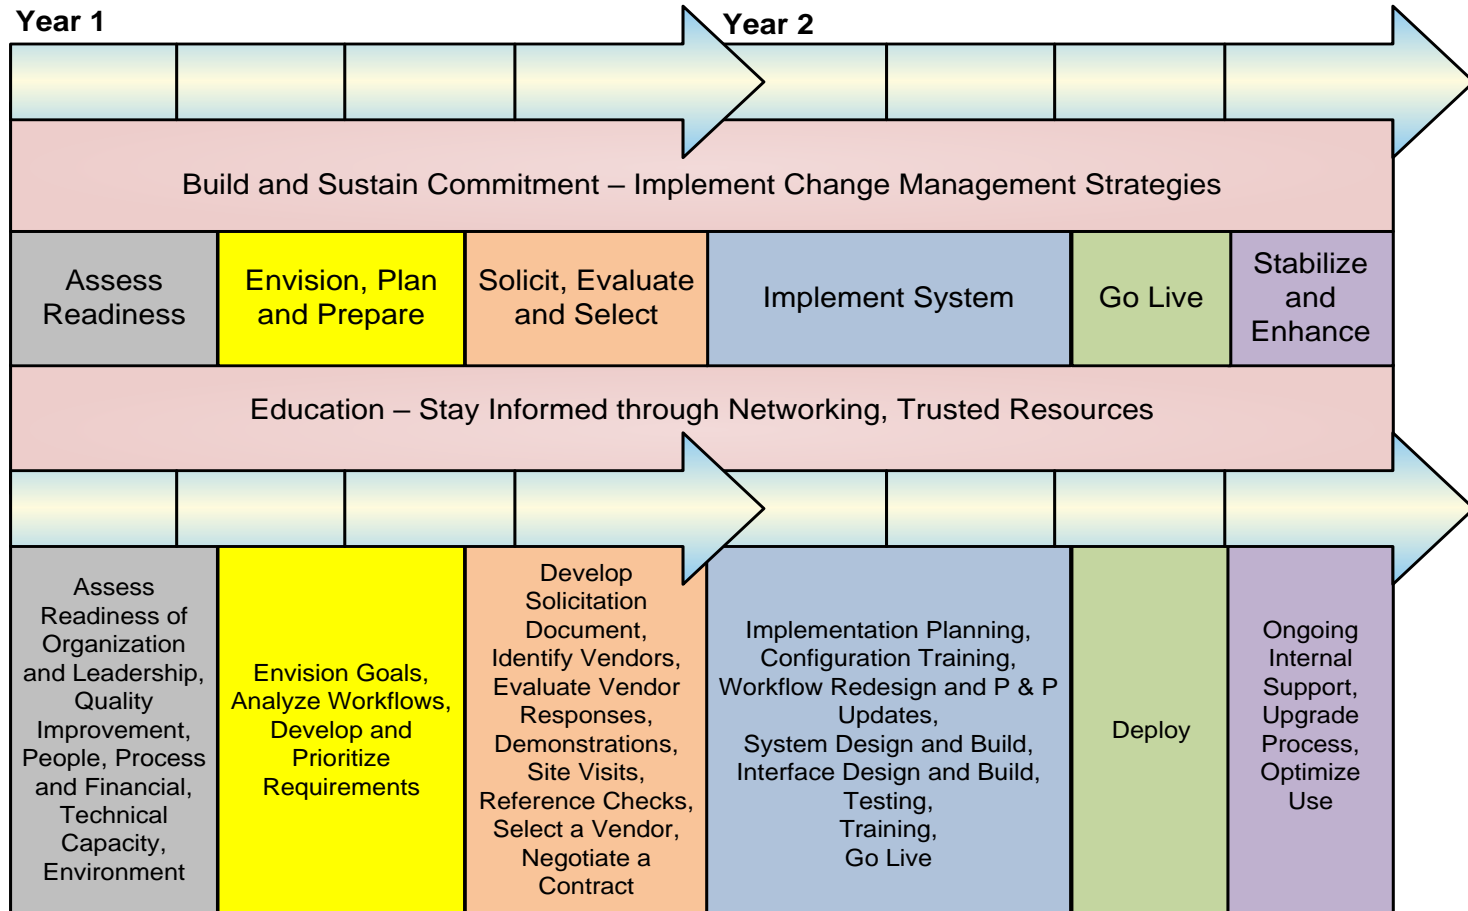 Year 1
Year 2
Build and Sustain Commitment – Implement Change Management Strategies
Assess
Readiness
Envision, Plan
and Prepare
Solicit, Evaluate
and Select
Implement System
Go Live
Stabilize
and
Enhance
Education – Stay Informed through Networking, Trusted Resources
Assess
Readiness of
Organization
and Leadership,
Quality
Improvement,
People, Process
and Financial,
Technical
Capacity,
Environment
Envision Goals,
Analyze Workflows,
Develop and
Prioritize
Requirements
Develop
Solicitation
Document,
Identify Vendors,
Evaluate Vendor
Responses,
Demonstrations,
Site Visits,
Reference Checks,
Select a Vendor,
Negotiate a
Contract
Implementation Planning,
Configuration Training,
Workflow Redesign and P & P
Updates,
System Design and Build,
Interface Design and Build,
Testing,
Training,
Go Live
Deploy
Ongoing
Internal
Support,
Upgrade
Process,
Optimize
Use